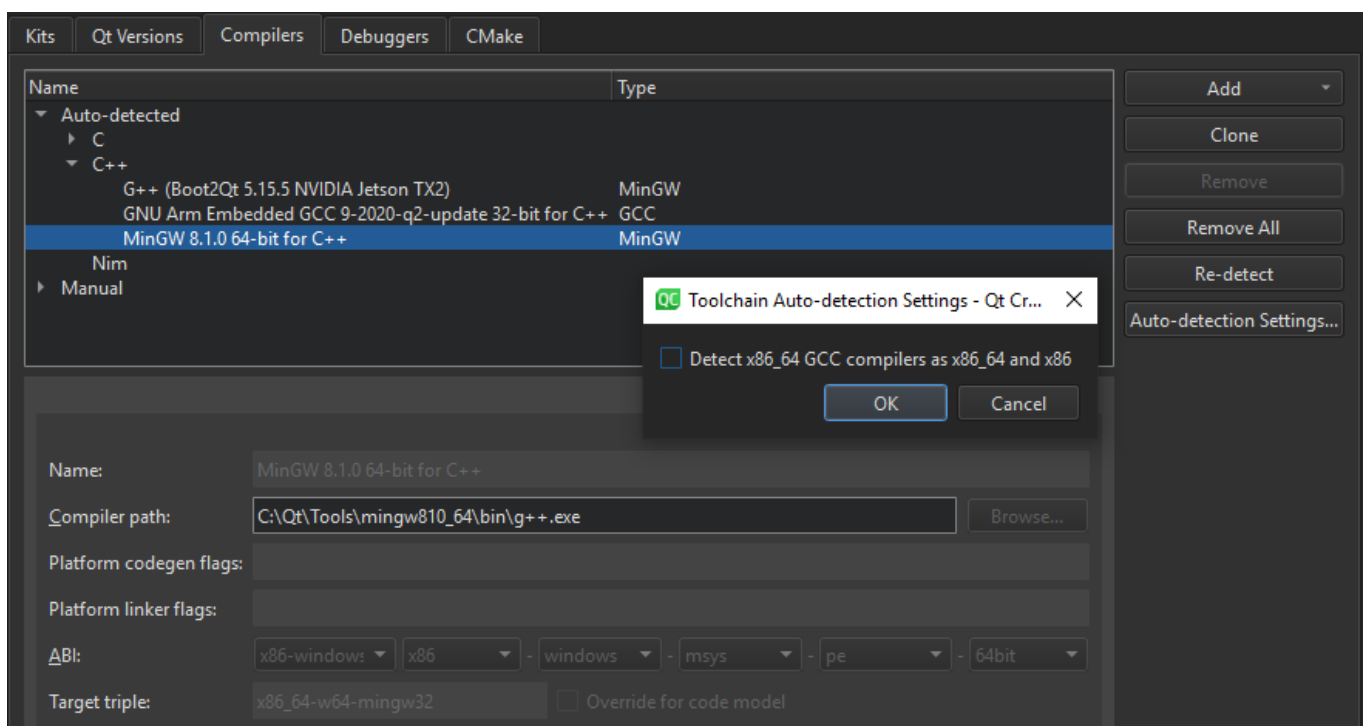 Kits Qt Versions Compilers Debuggers CMake
Name Type
Auto-detected
C
C++
G++ (Boot2Qt 5.15.5 NVIDIA Jetson TX2) MinGW
GNU Arm Embedded GCC 9-2020-q2-update 32-bit for C++ GCC
MinGW 8.1.0 64-bit for C++ MinGW
Nim
Manual
Add
Clone
Remove
Remove All
Re-detect
Auto-detection Settings...
QC Toolchain Auto-detection Settings - Qt Cr...
Detect x86_64 GCC compilers as x86_64 and x86
OK Cancel
Name: MinGW 8.1.0 64-bit for C++
Compiler path: C:\Qt\Tools\mingw810_64\bin\g++.exe Browse...
Platform codegen flags:
Platform linker flags:
ABI: x86-windows x86 - windows - msys - pe - 64bit
Target triple: x86_64-w64-mingw32 Override for code model